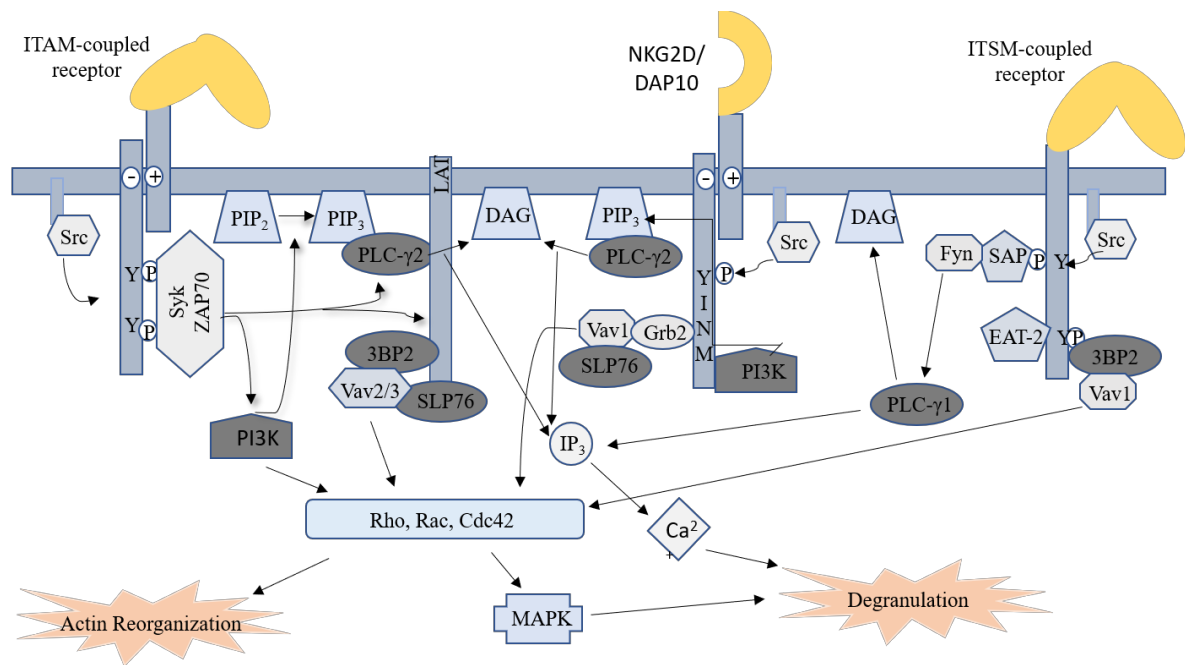 ITAM-coupled
receptor
NKG2D/
DAP10
ITSM-coupled
receptor
LAT
-
+
-
+
PIP2
PIP3
DAG
PIP3
DAG
Src
PLC-γ2
PLC-γ2
Src
Fyn
SAP
P
Y
Src
Y
P
Syk
ZAP70
Y
P
YINM
P
3BP2
Vav2/3
SLP76
Vav1
Grb2
SLP76
PI3K
EAT-2
Y
P
3BP2
Vav1
PLC-γ1
PI3K
IP3
Rho, Rac, Cdc42
Ca2
+
Actin Reorganization
MAPK
Degranulation